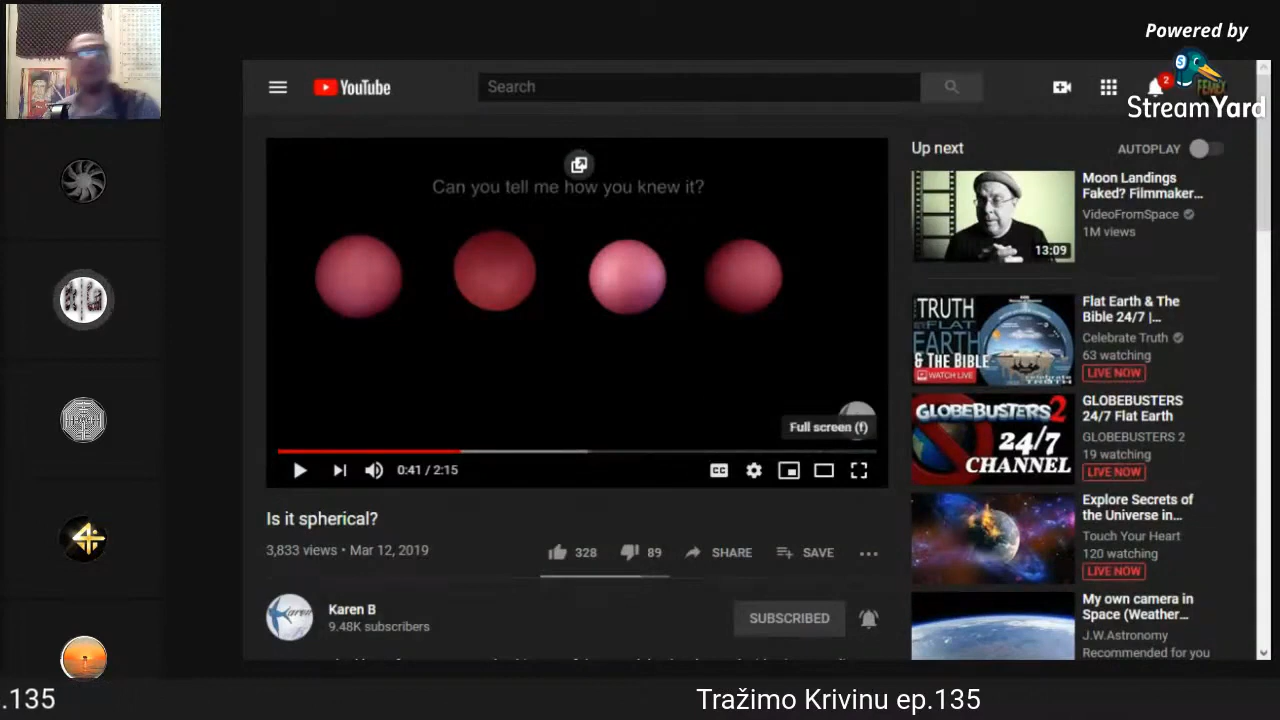 Powered by
StreamYard
YouTube
Search
2
Can you tell me how you knew it?
Full screen (f)
0:41 / 2:15
CC
Is it spherical?
3,833 views • Mar 12, 2019
328
89
SHARE
SAVE
Karen B
9.48K subscribers
SUBSCRIBED
Up next
AUTOPLAY
13:09
Moon Landings
Faked? Filmmaker...
VideoFromSpace
1M views
TRUTH
FLAT
EARTH
& THE BIBLE
WATCH LIVE
celebrate
TRUTH
Flat Earth & The
Bible 24/7 |...
Celebrate Truth
63 watching
LIVE NOW
GLOBEBUSTERS2
24/7
CHANNEL
GLOBEBUSTERS
24/7 Flat Earth
GLOBEBUSTERS 2
19 watching
LIVE NOW
Explore Secrets of
the Universe in...
Touch Your Heart
120 watching
LIVE NOW
My own camera in
Space (Weather...
J.W.Astronomy
Recommended for you
.135
Tražimo Krivinu ep.135